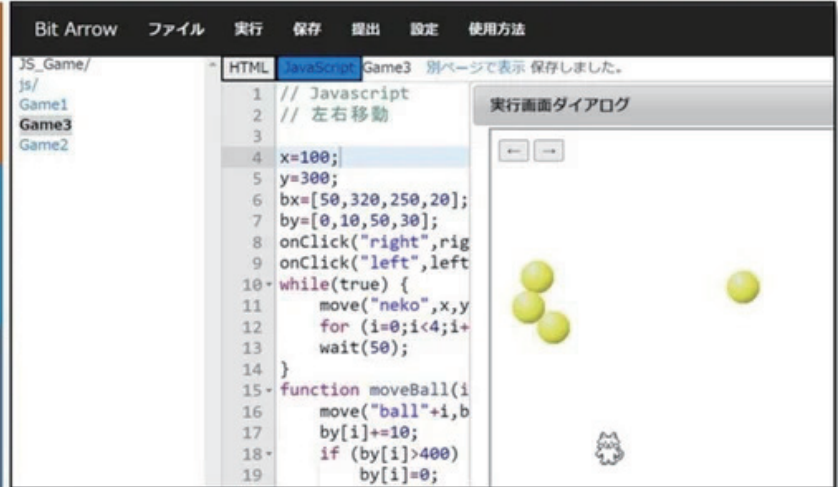 Bit Arrow ファイル 実行 保存 提出 設定 使用方法
JS_Game/
js/
Game1
Game3
Game2
HTML JavaScript Game3 別ページで表示 保存しました。
1 // Javascript
2 // 左右移動
3
4 x=100;
5 y=300;
6 bx=[50,320,250,20];
7 by=[0,10,50,30];
8 onClick("right",rig
9 onClick("left",left
10 while(true) {
11 move("neko",x,y
12 for (i=0;i<4;i+
13 wait(50);
14 }
15 function moveBall(i
16 move("ball"+i,b
17 by[i]+=10;
18 if (by[i]>400)
19 by[i]=0;
実行画面ダイアログ
← →